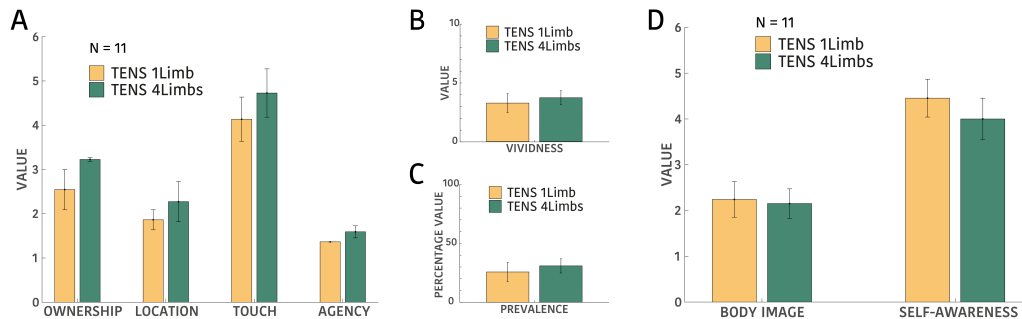 A
N = 11
TENS 1Limb
TENS 4Limbs
VALUE
6
5
4
3
2
1
0
OWNERSHIP LOCATION TOUCH AGENCY
B
TENS 1Limb
TENS 4Limbs
VALUE
10
5
0
VIVIDNESS
C
TENS 1Limb
TENS 4Limbs
PERCENTAGE VALUE
100
50
0
PREVALENCE
D
N = 11
TENS 1Limb
TENS 4Limbs
VALUE
6
5
4
3
2
1
0
BODY IMAGE SELF-AWARENESS